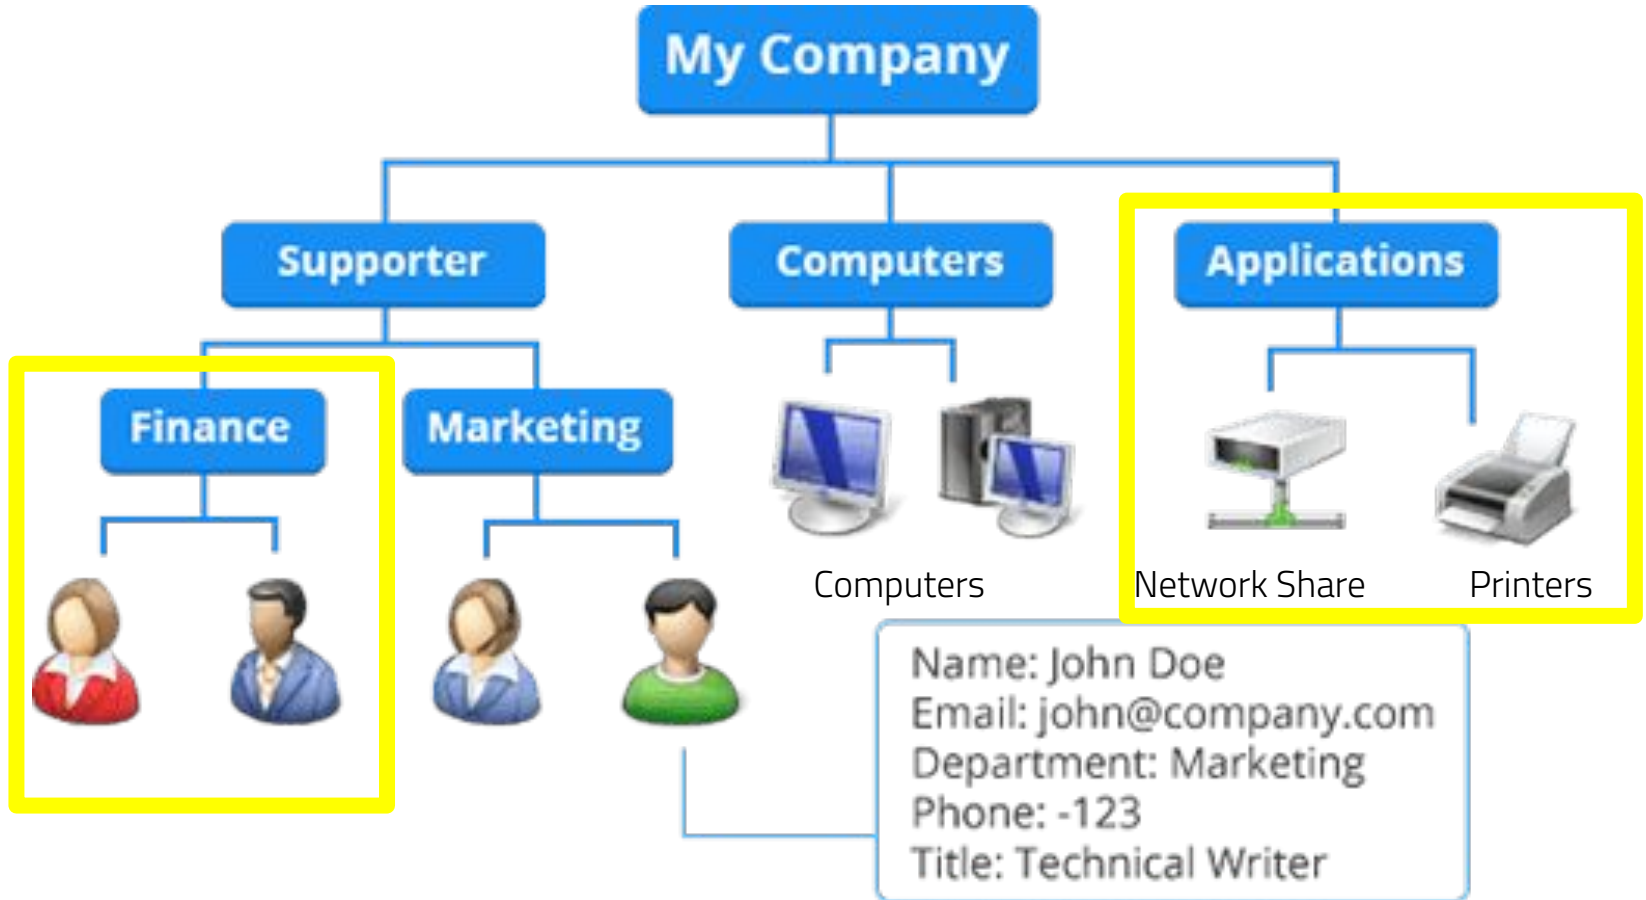 My Company
Supporter
Computers
Applications
Finance
Marketing
Computers
Network Share
Printers
Name: John Doe
Email: john@company.com
Department: Marketing
Phone: -123
Title: Technical Writer